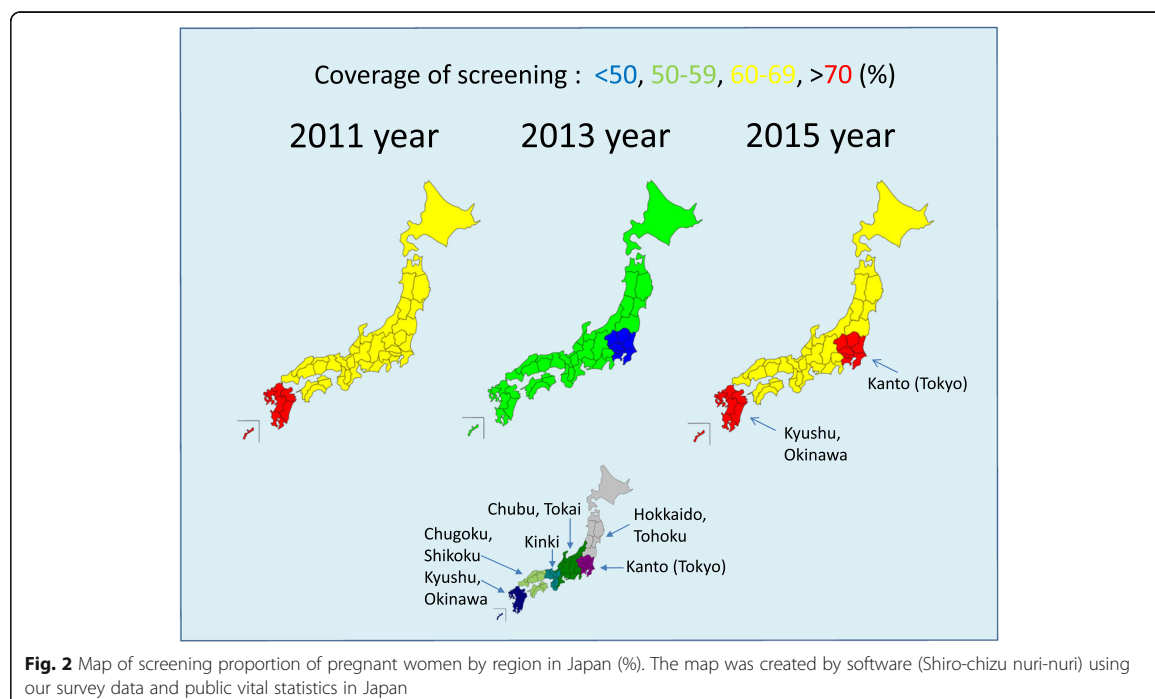 Coverage of screening : <50, 50-59, 60-69, >70 (%)
2011 year
2013 year
2015 year
Kanto (Tokyo)
Kyushu,
Okinawa
Chubu, Tokai
Hokkaido,
Tohoku
Chugoku,
Shikoku
Kinki
Kanto (Tokyo)
Kyushu,
Okinawa
Fig. 2 Map of screening proportion of pregnant women by region in Japan (%). The map was created by software (Shiro-chizu nuri-nuri) using
our survey data and public vital statistics in Japan